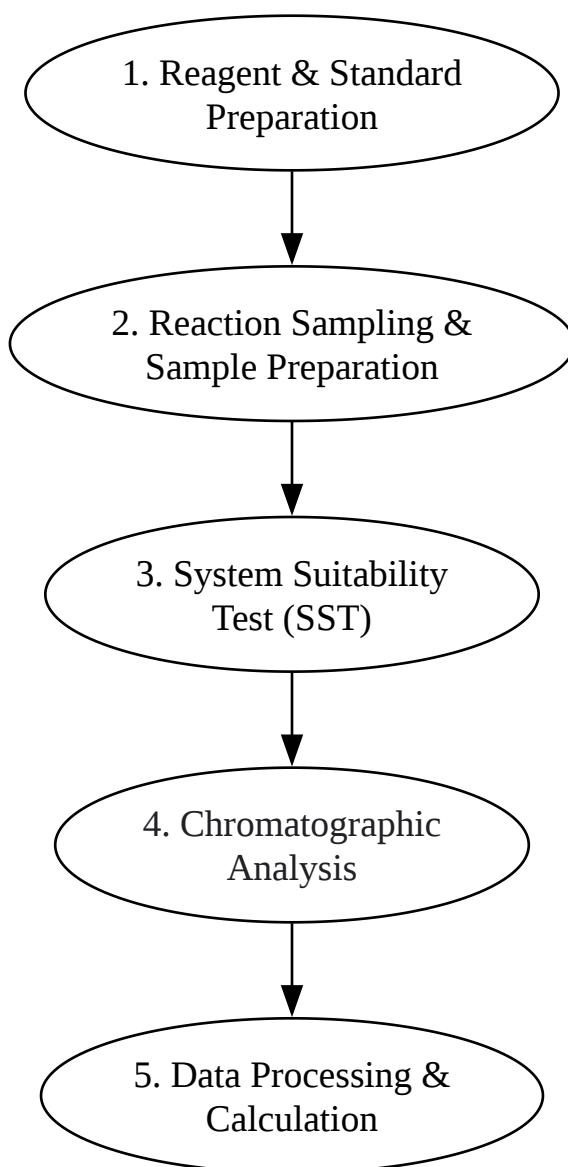 1. Reagent & Standard
Preparation
2. Reaction Sampling &
Sample Preparation
3. System Suitability
Test (SST)
4. Chromatographic
Analysis
5. Data Processing &
Calculation